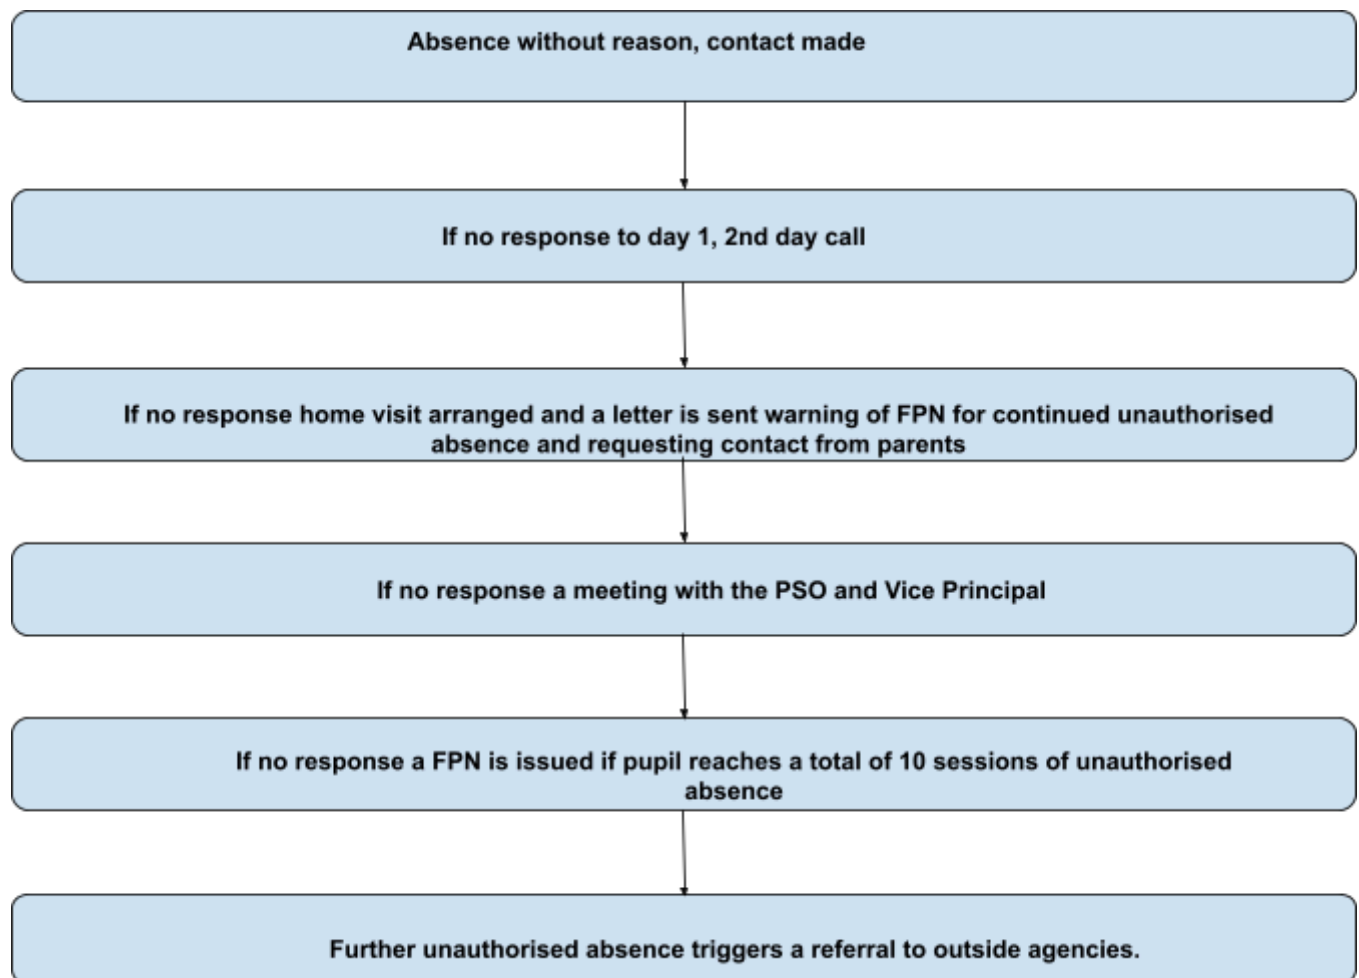 Absence without reason, contact made
If no response to day 1, 2nd day call
If no response home visit arranged and a letter is sent warning of FPN for continued unauthorised
absence and requesting contact from parents
If no response a meeting with the PSO and Vice Principal
If no response a FPN is issued if pupil reaches a total of 10 sessions of unauthorised
absence
Further unauthorised absence triggers a referral to outside agencies.